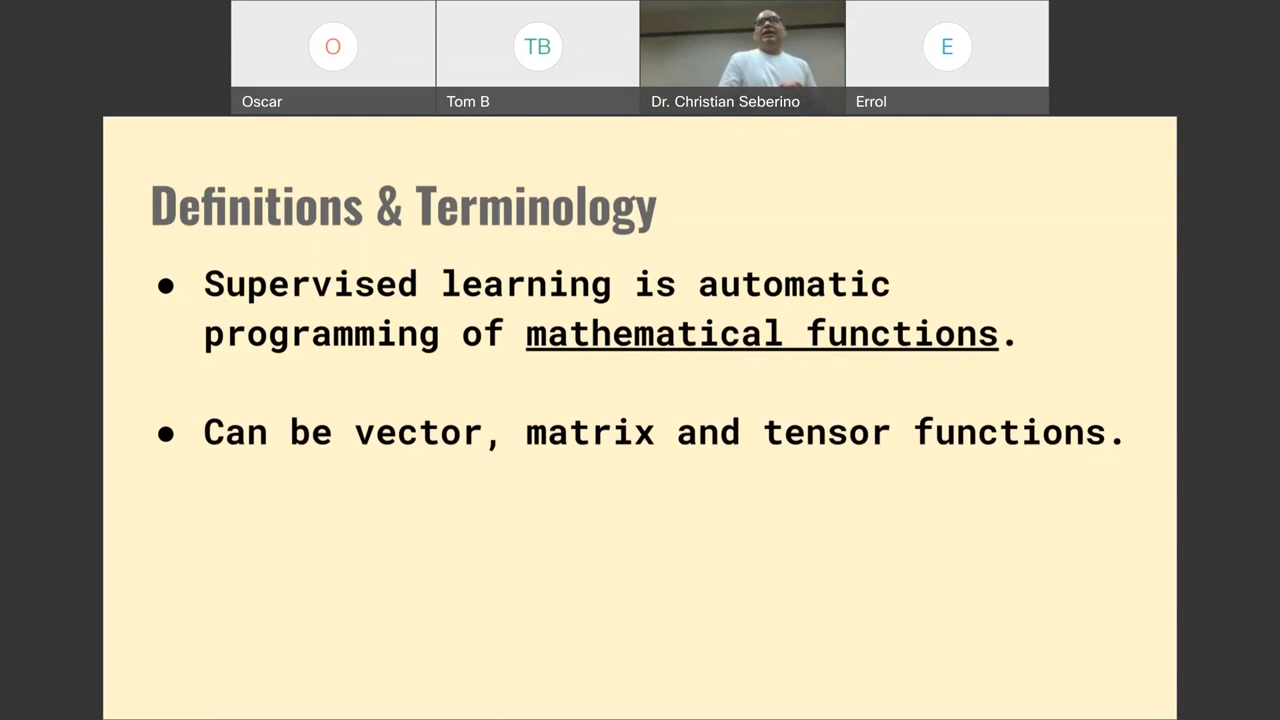 O
TB
E
Oscar
Tom B
Dr. Christian Seberino
Errol
Definitions & Terminology
● Supervised learning is automatic
programming of mathematical functions.
● Can be vector, matrix and tensor functions.